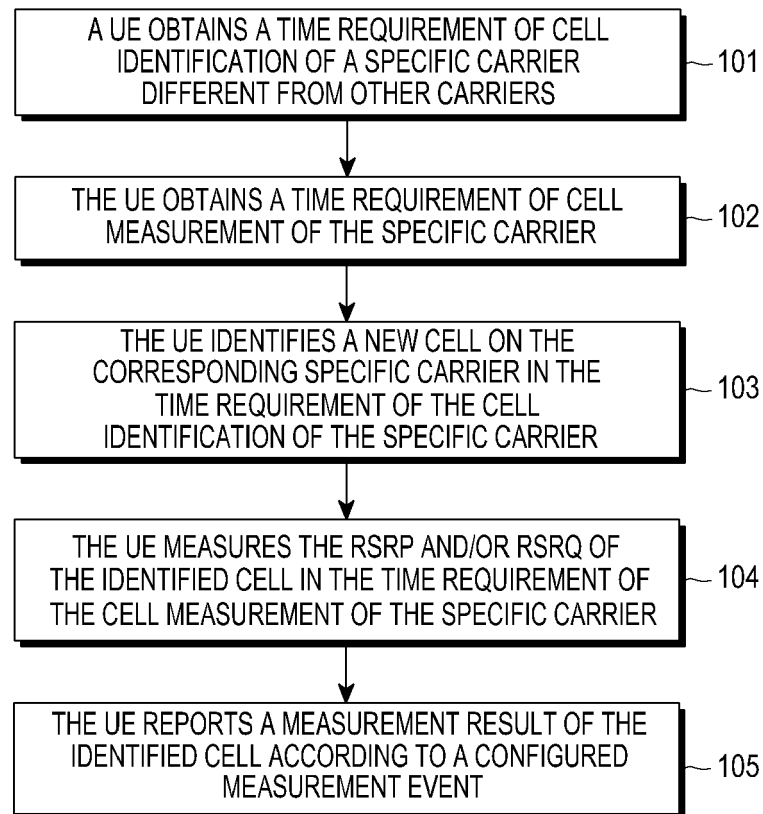 A UE OBTAINS A TIME REQUIREMENT OF CELL
IDENTIFICATION OF A SPECIFIC CARRIER
DIFFERENT FROM OTHER CARRIERS
101
THE UE OBTAINS A TIME REQUIREMENT OF CELL
MEASUREMENT OF THE SPECIFIC CARRIER
102
THE UE IDENTIFIES A NEW CELL ON THE
CORRESPONDING SPECIFIC CARRIER IN THE
TIME REQUIREMENT OF THE CELL
IDENTIFICATION OF THE SPECIFIC CARRIER
103
THE UE MEASURES THE RSRP AND/OR RSRQ OF
THE IDENTIFIED CELL IN THE TIME REQUIREMENT OF
THE CELL MEASUREMENT OF THE SPECIFIC CARRIER
104
THE UE REPORTS A MEASUREMENT RESULT OF THE
IDENTIFIED CELL ACCORDING TO A CONFIGURED
MEASUREMENT EVENT
105